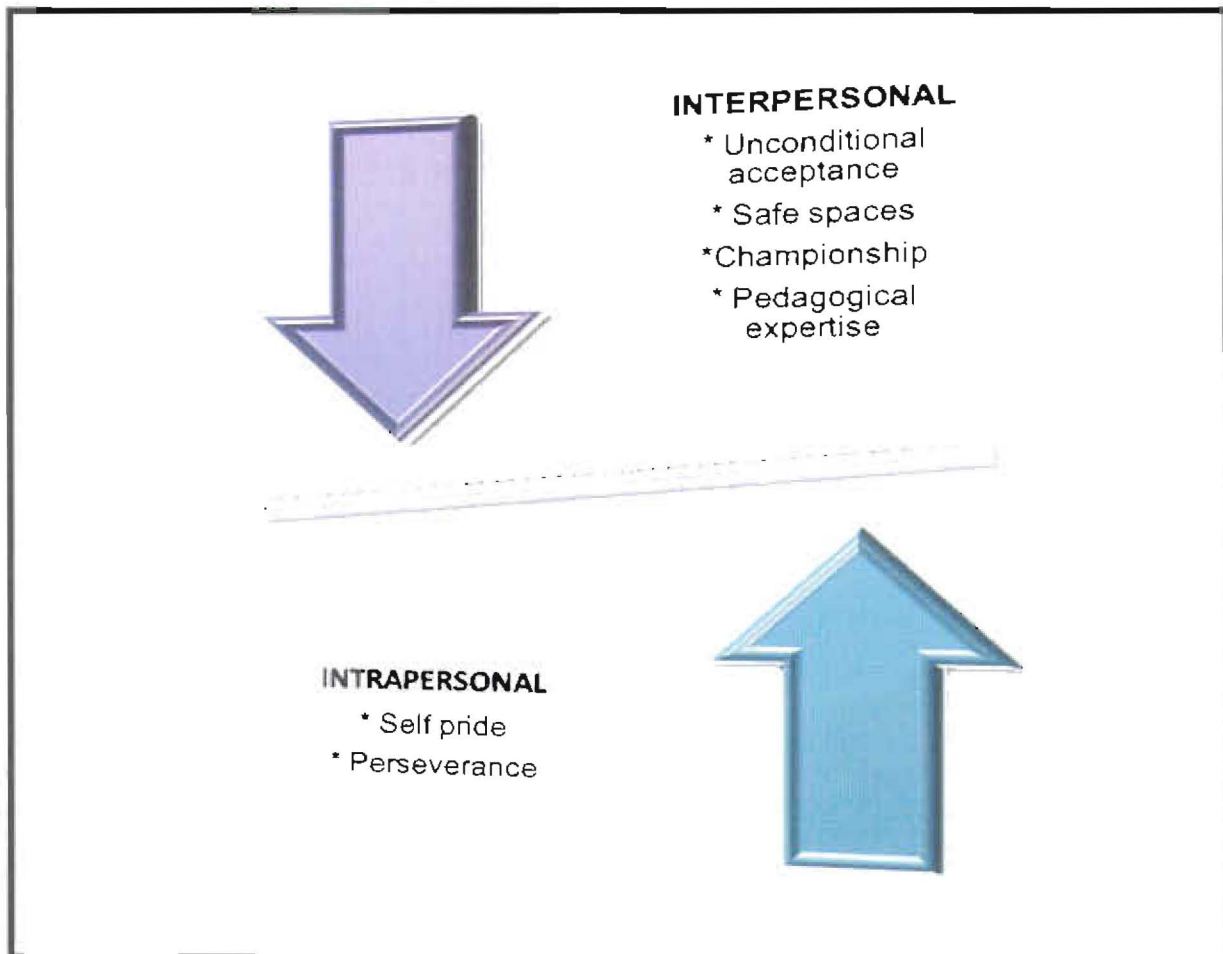 INTERPERSONAL
* Unconditional
acceptance
* Safe spaces
*Championship
* Pedagogical
expertise
INTRAPERSONAL
* Self pride
* Perseverance